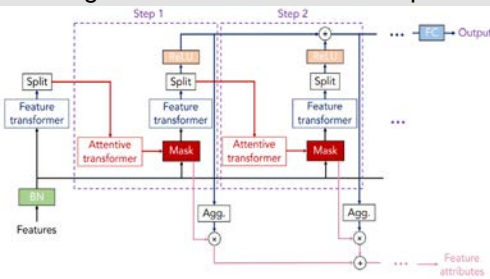 Step 1
Step 2
FC
Output
ReLU
ReLU
Split
Split
Split
Feature
transformer
Feature
transformer
Feature
transformer
Attentive
transformer
Mask
Attentive
transformer
Mask
BN
Features
Agg.
Agg.
Feature
attributes